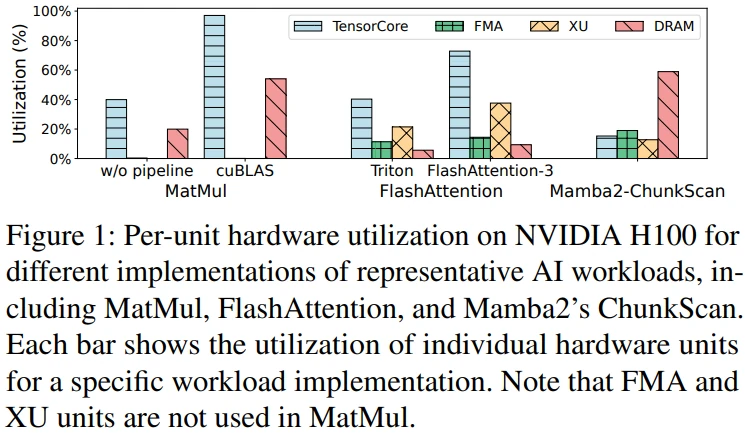 100%
80%
60%
40%
20%
0%
Utilization (%)
TensorCore FMA XU DRAM
w/o pipeline cuBLAS Triton FlashAttention-3
MatMul FlashAttention Mamba2-ChunkScan
Figure 1: Per-unit hardware utilization on NVIDIA H100 for
different implementations of representative AI workloads, in-
cluding MatMul, FlashAttention, and Mamba2's ChunkScan.
Each bar shows the utilization of individual hardware units
for a specific workload implementation. Note that FMA and
XU units are not used in MatMul.